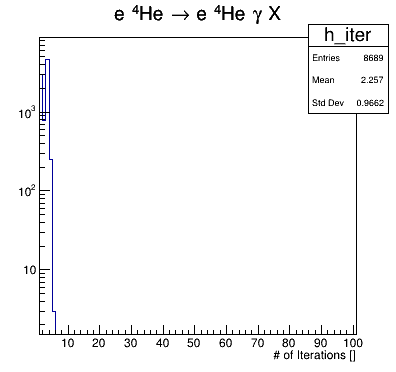 e ⁴He → e ⁴He γ X
h_iter
Entries 8689
Mean 2.257
Std Dev 0.9662
10³
10²
10
10 20 30 40 50 60 70 80 90 100
# of Iterations []